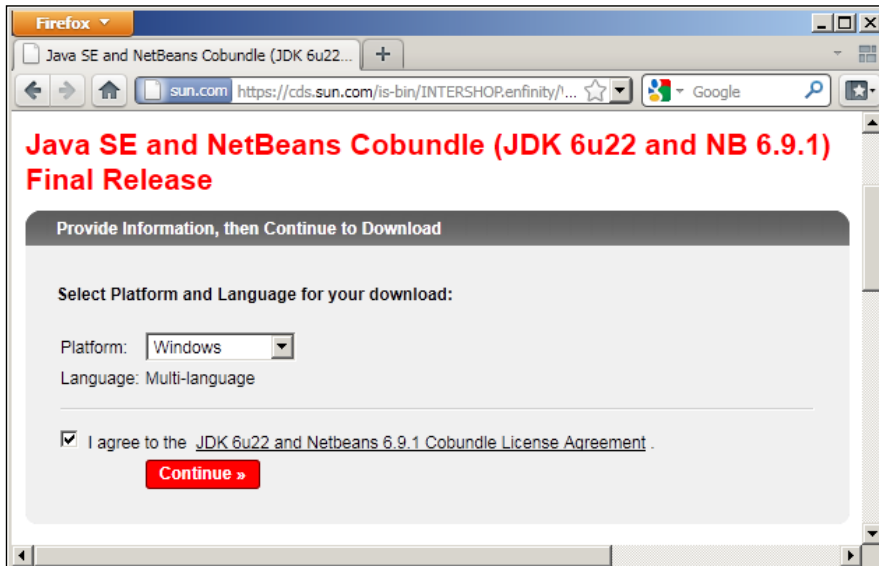 Firefox
Java SE and NetBeans Cobundle (JDK 6u22...
sun.com https://cds.sun.com/is-bin/INTERSHOP.enfinity/'... Google
Java SE and NetBeans Cobundle (JDK 6u22 and NB 6.9.1)
Final Release
Provide Information, then Continue to Download
Select Platform and Language for your download:
Platform: Windows
Language: Multi-language
I agree to the JDK 6u22 and Netbeans 6.9.1 Cobundle License Agreement .
Continue »